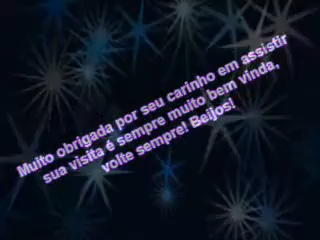 Muito obrigada por seu carinho em assistir
sua visita é sempre muito bem vinda,
volte sempre! Beijos!